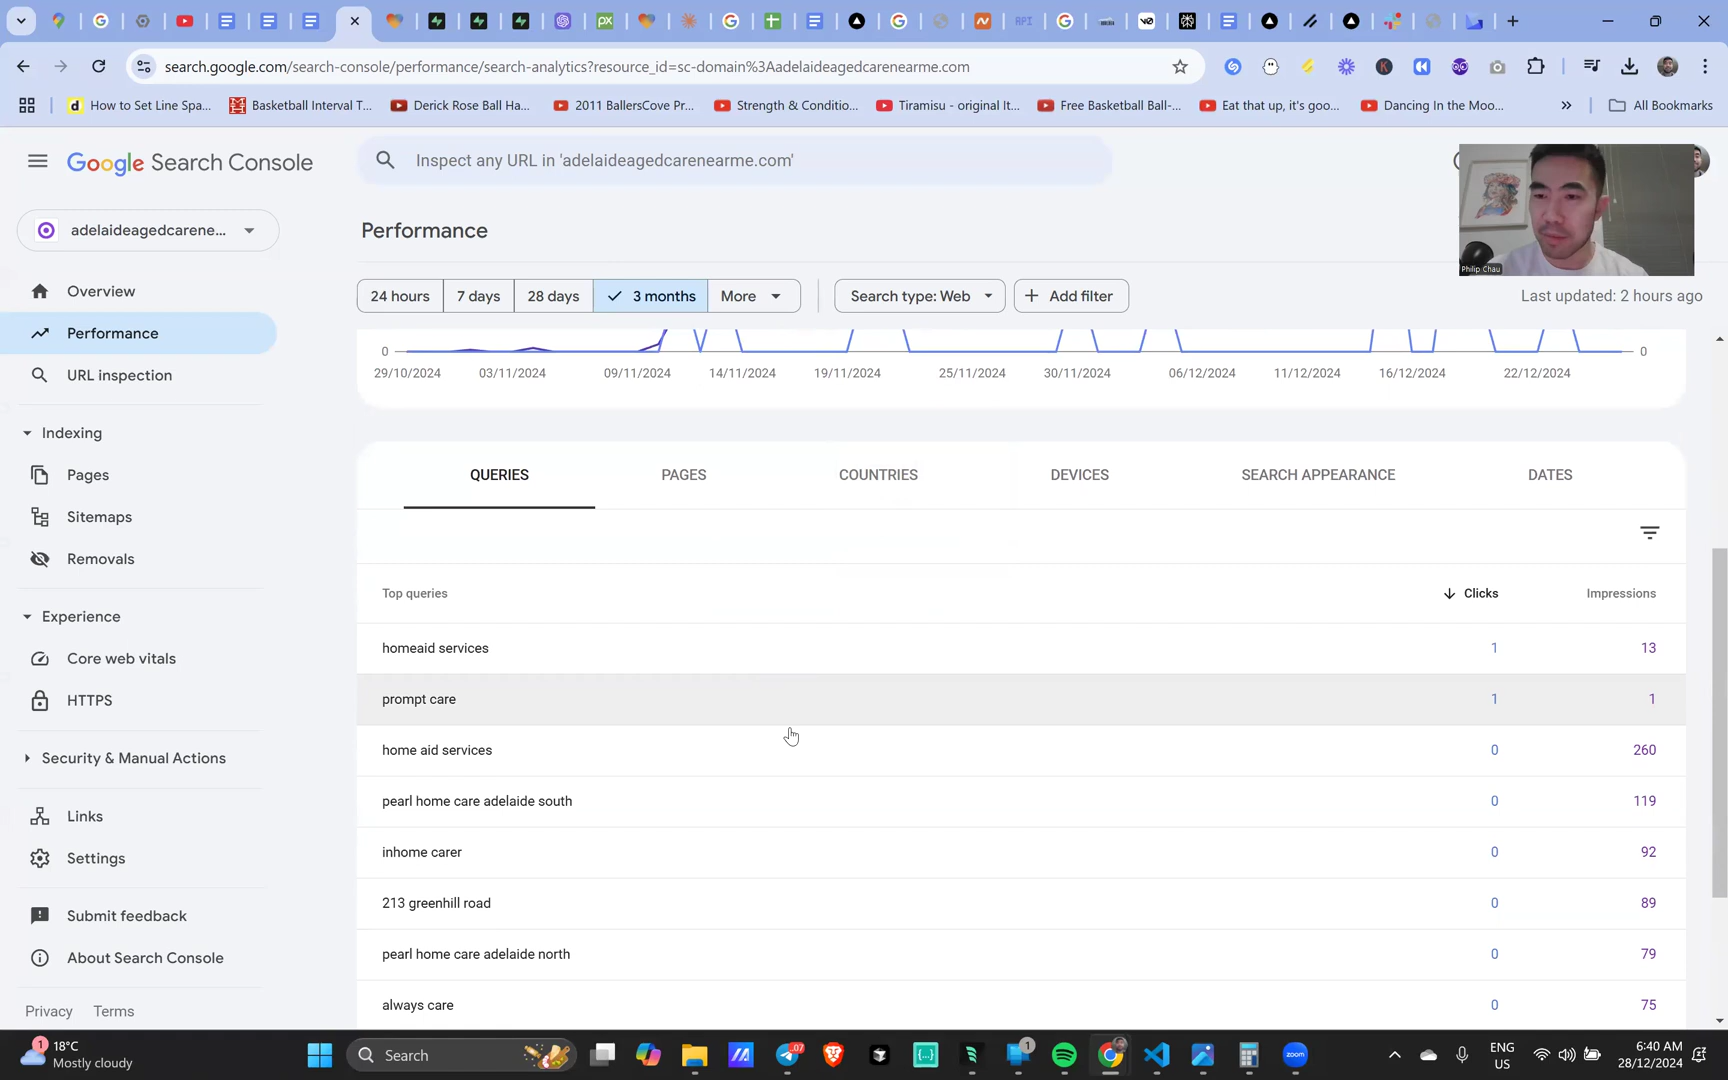 search.google.com/search-console/performance/search-analytics?resource_id=sc-domain%3Aadelaideagedcarenearme.com
How to Set Line Spa...
Basketball Interval T...
Derick Rose Ball Ha...
2011 BallersCove Pr...
Strength & Conditio...
Tiramisu - original It...
Free Basketball Ball-...
Eat that up, it's goo...
Dancing In the Moo...
All Bookmarks
Google Search Console
Inspect any URL in 'adelaideagedcarenearme.com'
Philip Chau
adelaideagedcarene...
Performance
24 hours
7 days
28 days
3 months
More
Search type: Web
Add filter
Last updated: 2 hours ago
Overview
Performance
URL inspection
Indexing
Pages
Sitemaps
Removals
Experience
Core web vitals
HTTPS
Security & Manual Actions
Links
Settings
Submit feedback
About Search Console
Privacy Terms
0 0
29/10/2024 03/11/2024 09/11/2024 14/11/2024 19/11/2024 25/11/2024 30/11/2024 06/12/2024 11/12/2024 16/12/2024 22/12/2024
QUERIES PAGES COUNTRIES DEVICES SEARCH APPEARANCE DATES
Top queries Clicks Impressions
homeaid services 1 13
prompt care 1 1
home aid services 0 260
pearl home care adelaide south 0 119
inhome carer 0 92
213 greenhill road 0 89
pearl home care adelaide north 0 79
always care 0 75
1
18°C
Mostly cloudy
Search
.07
1
zoom
ENG
US
6:40 AM
28/12/2024